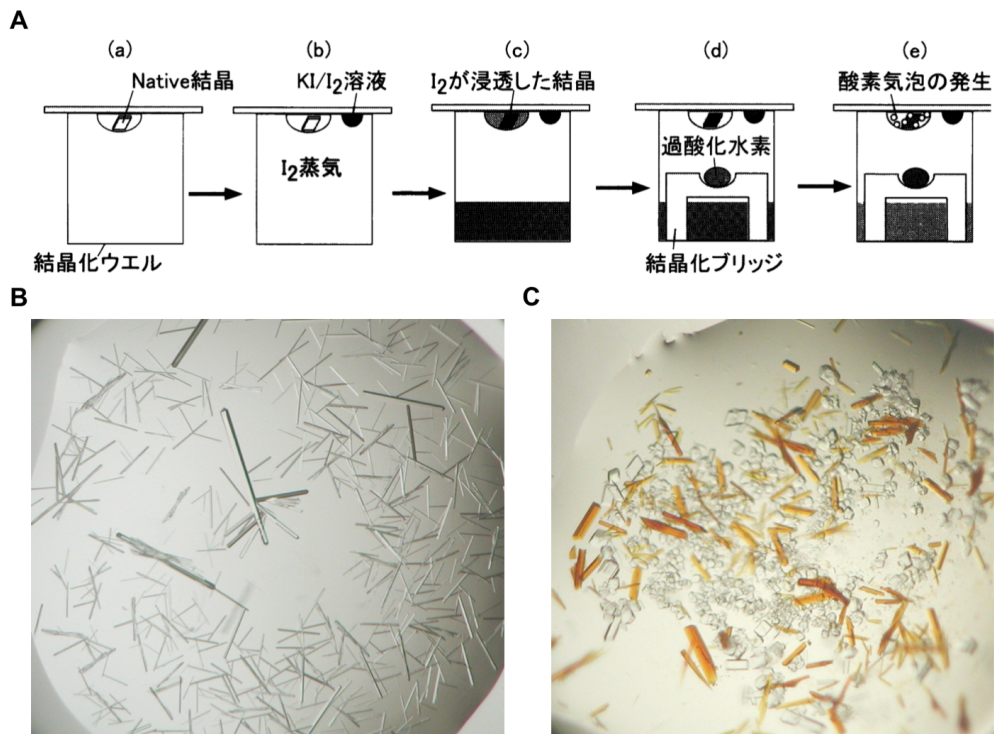 A
(a)
(b)
(c)
(d)
(e)
Native結晶
KI/I₂溶液
I₂が浸透した結晶
酸素気泡の発生
I₂蒸気
過酸化水素
結晶化ウエル
結晶化ブリッジ
B
C